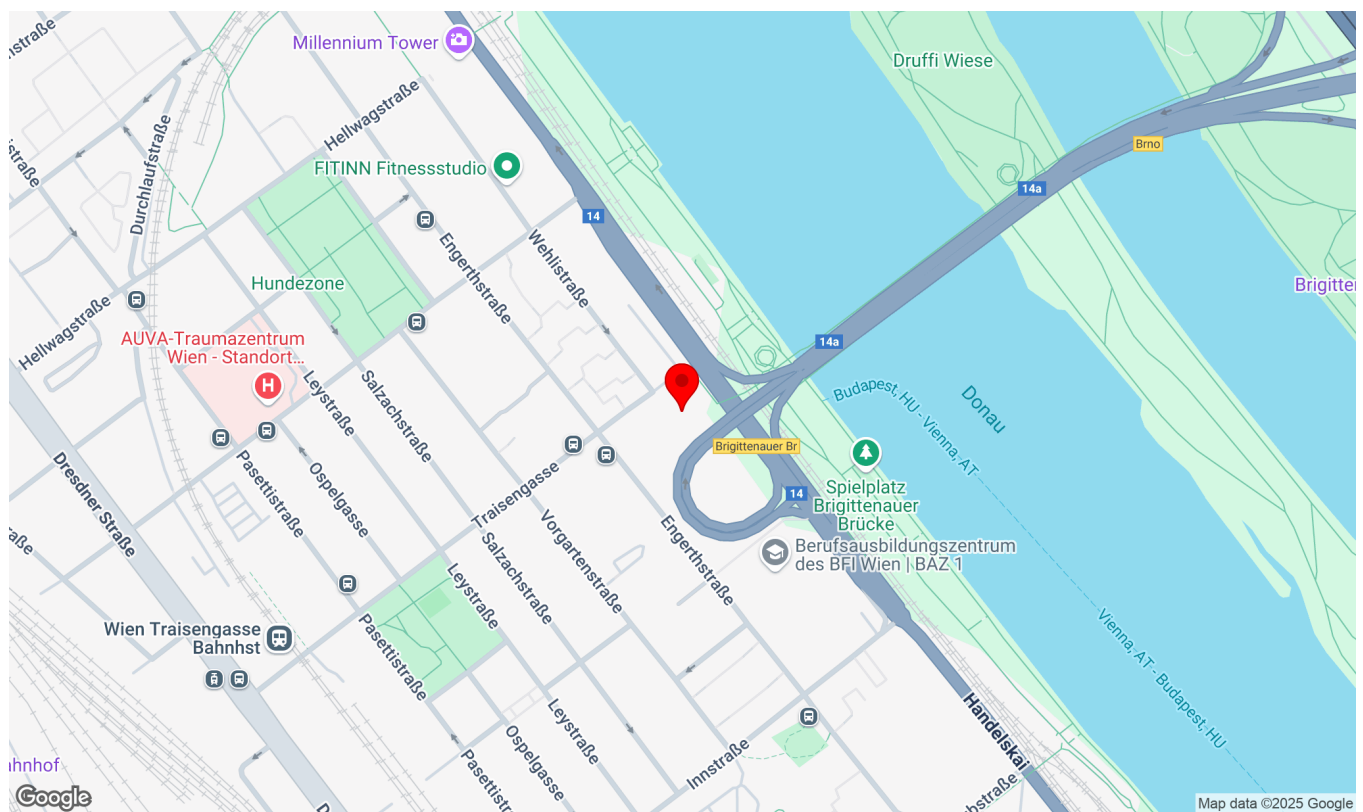 Millennium Tower
Druffi Wiese
Hellwagstraße
Durchlaufstraße
FITINN Fitnessstudio
Brno
14a
14
Engerthstraße
Wehlistraße
Hundezone
Brigitten
Hellwagstraße
AUVA-Traumazentrum
Wien - Standort...
H
14a
Leystraße
Salzachstraße
Budapest, HU - Vienna, AT
Donau
Brigittenauer Br
Dresdner Straße
Pasettistraße
Ospelgasse
Traisengasse
14
Spielplatz
Brigittenauer
Brücke
Vorgartenstraße
Engerthstraße
Salzachstraße
Leystraße
Berufsausbildungszentrum
des BFI Wien | BAZ 1
Wien Traisengasse
Bahnhst
Pasettistraße
Vienna, AT - Budapest, HU
Handelskai
Leystraße
Ospelgasse
Pasettistraße
Innstraße
ahnhof
Google
Map data ©2025 Google